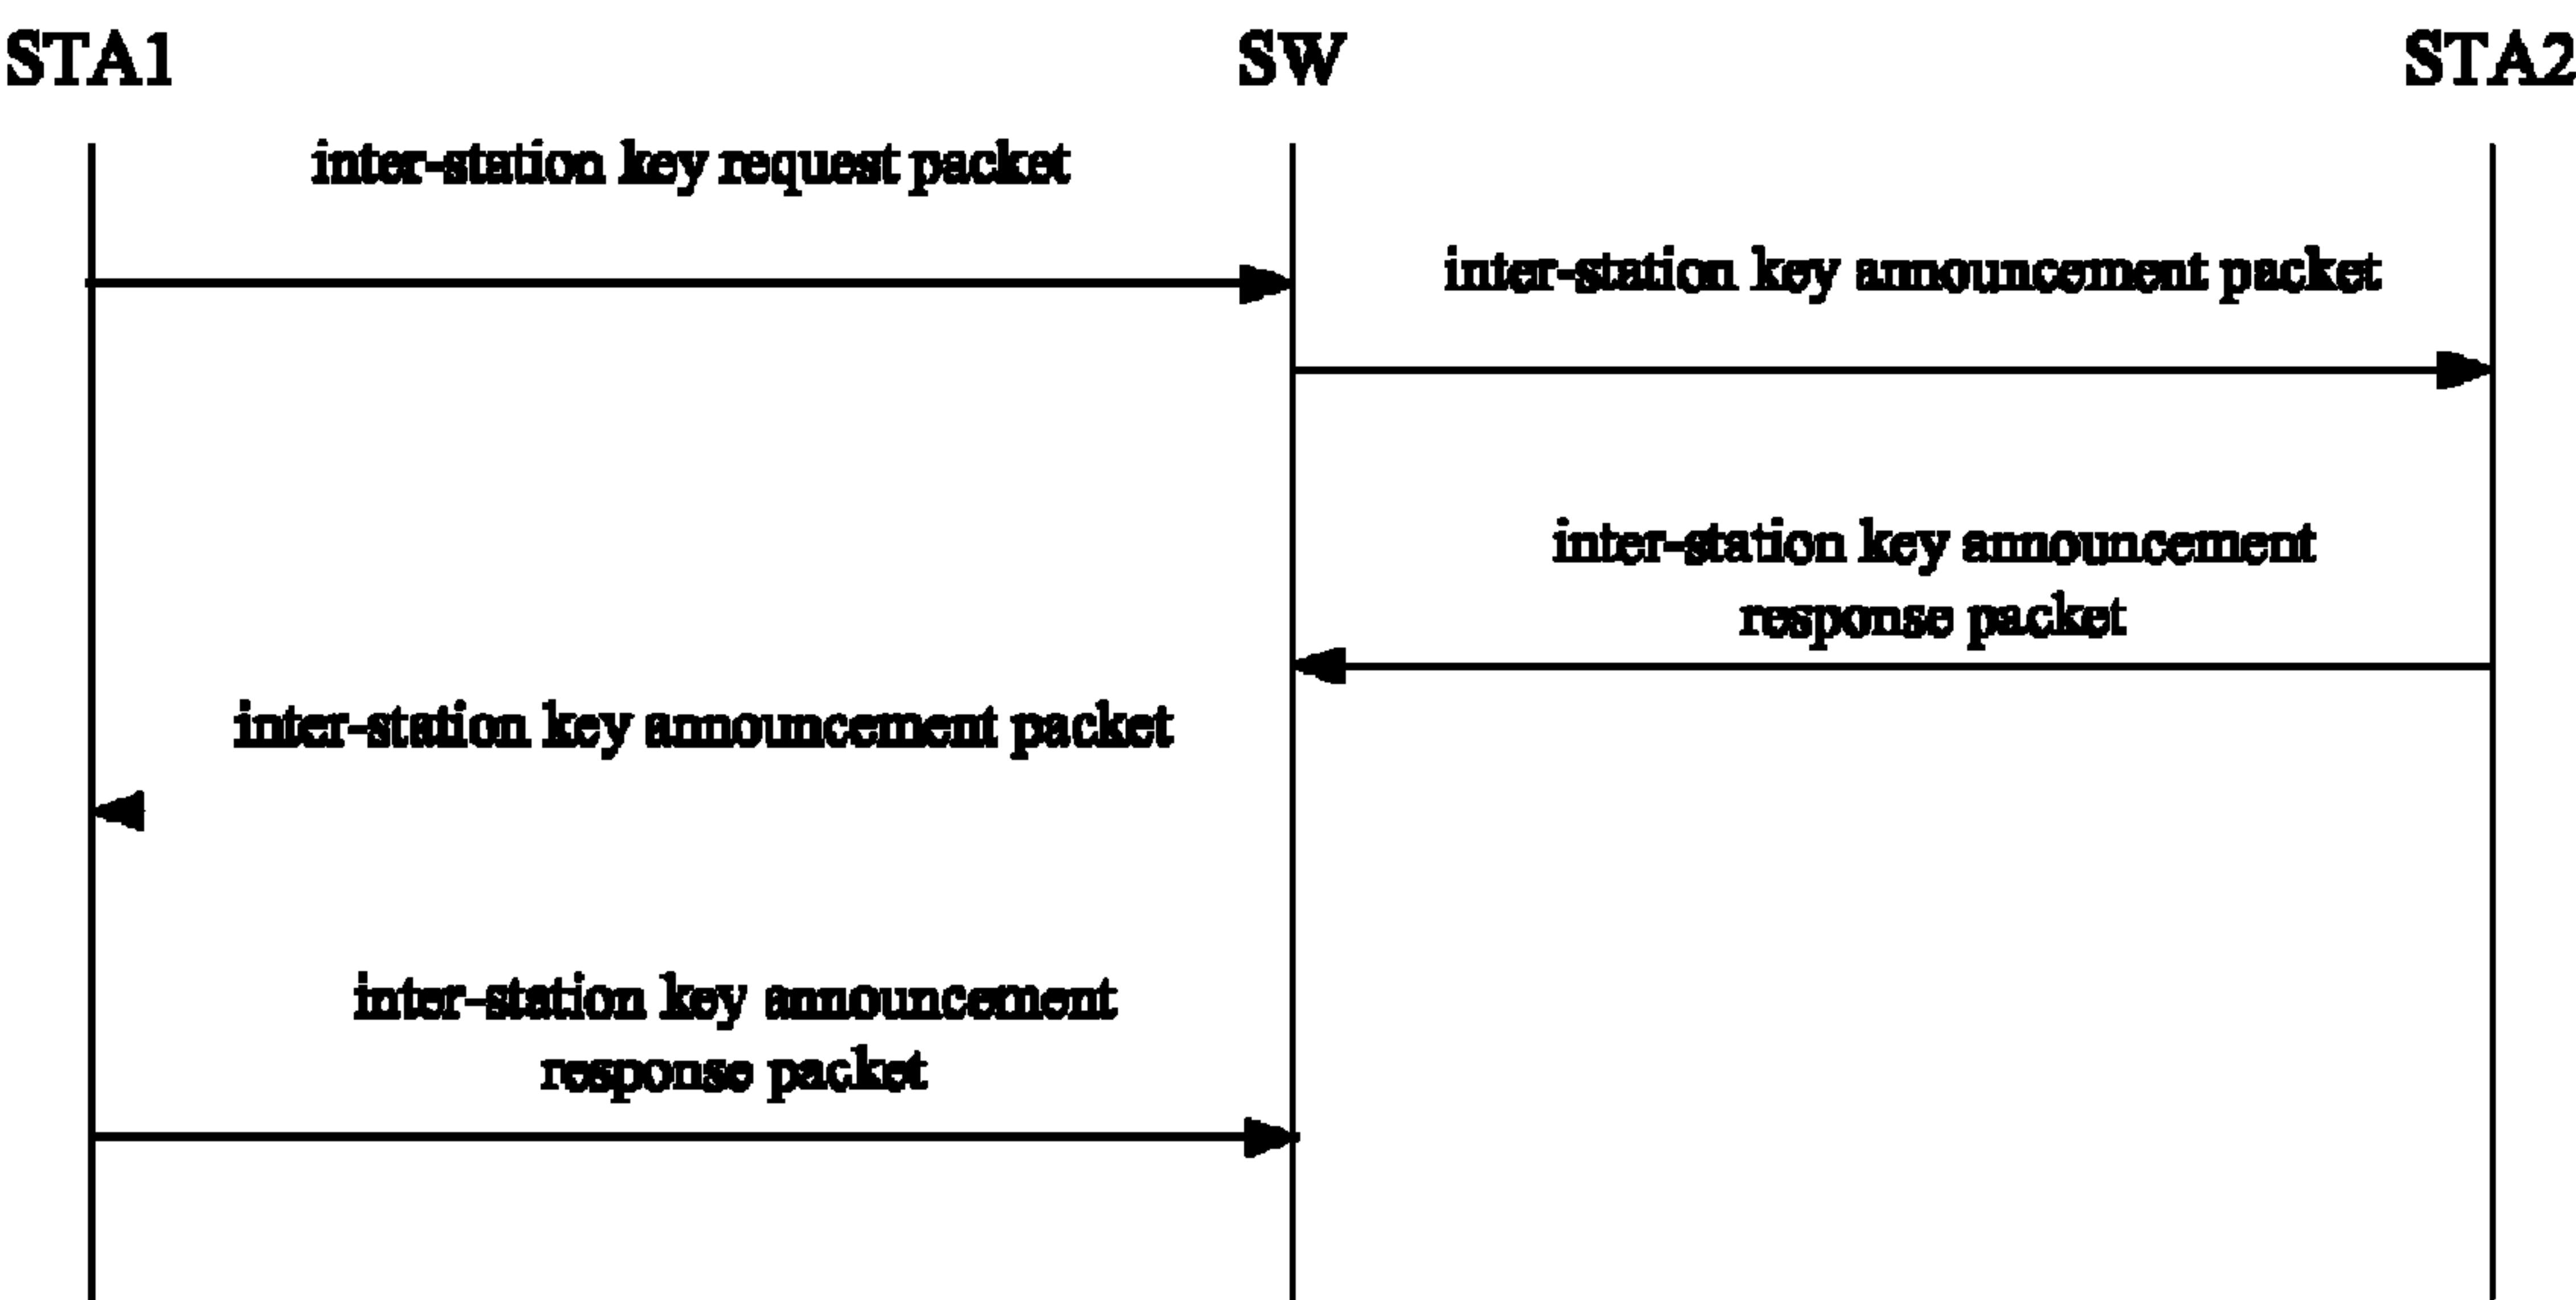 STA1
SW
STA2
inter-station key request packet
inter-station key announcement packet
inter-station key announcement
response packet
inter-station key announcement packet
inter-station key announcement
response packet